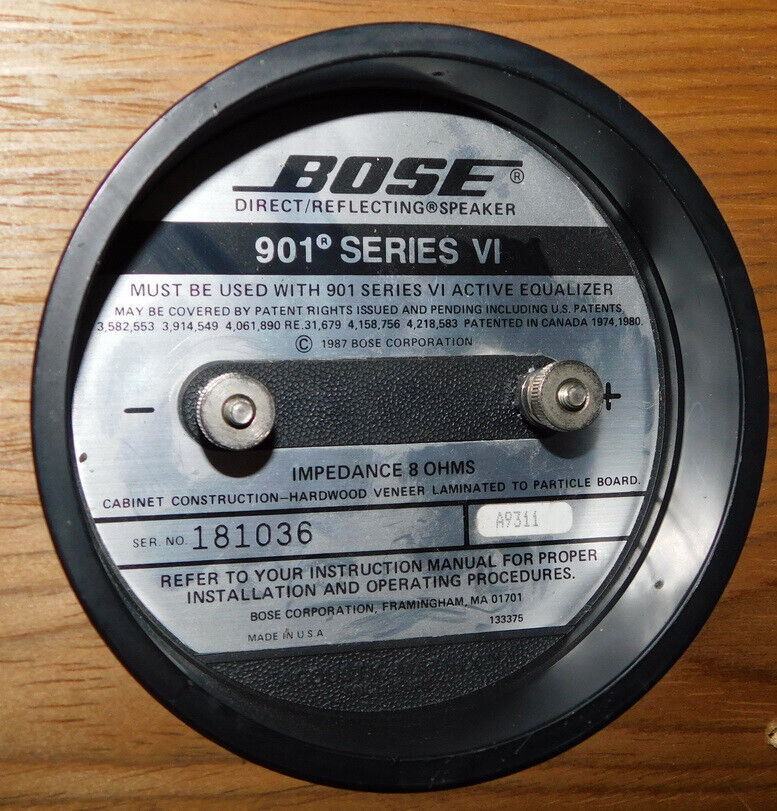 BOSE®
DIRECT/REFLECTING®SPEAKER
901® SERIES VI
MUST BE USED WITH 901 SERIES VI ACTIVE EQUALIZER
MAY BE COVERED BY PATENT RIGHTS ISSUED AND PENDING INCLUDING U.S. PATENTS.
3,582,553 3,914,549 4,061,890 RE.31,679 4,158,756 4,218,583 PATENTED IN CANADA 1974,1980.
© 1987 BOSE CORPORATION
− +
IMPEDANCE 8 OHMS
CABINET CONSTRUCTION–HARDWOOD VENEER LAMINATED TO PARTICLE BOARD.
SER. NO. 181036 A9311
REFER TO YOUR INSTRUCTION MANUAL FOR PROPER
INSTALLATION AND OPERATING PROCEDURES.
BOSE CORPORATION, FRAMINGHAM, MA 01701
133375
MADE IN U S A